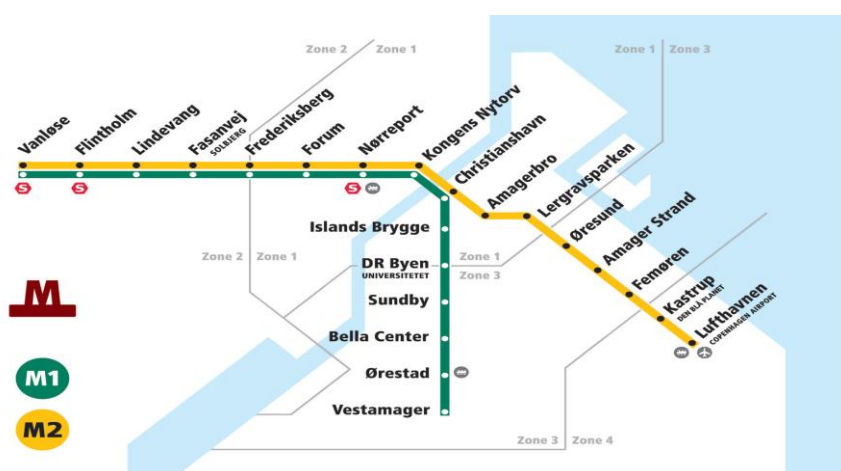 Zone 2 Zone 1
Zone 1 Zone 3
Vanløse
Flintholm
Lindevang
Fasanvej
SOLBJERG
Frederiksberg
Forum
Nørreport
Kongens Nytorv
Christianshavn
Amagerbro
Lergravsparken
Øresund
Amager Strand
Femøren
Kastrup
DEN BLÅ PLANET
Lufthavnen
COPENHAGEN AIRPORT
S
S
S
Islands Brygge
Zone 2 Zone 1
DR Byen
UNIVERSITETET
Zone 1
Zone 3
Sundby
Bella Center
Ørestad
Vestamager
M
M1
M2
Zone 3 Zone 4